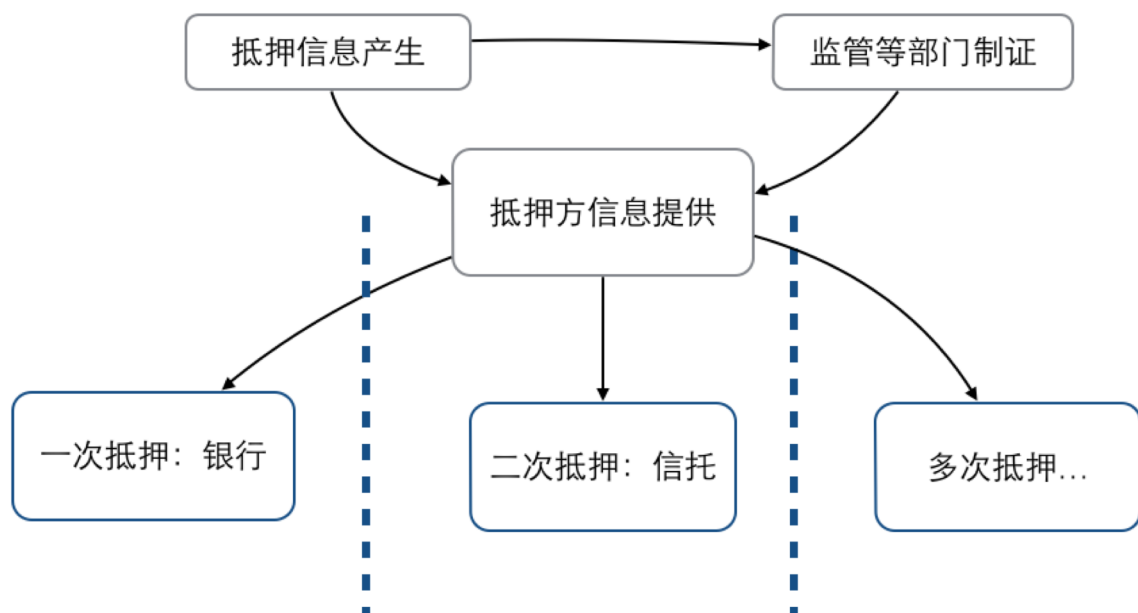 抵押信息产生
监管等部门制证
抵押方信息提供
一次抵押：银行
二次抵押：信托
多次抵押...